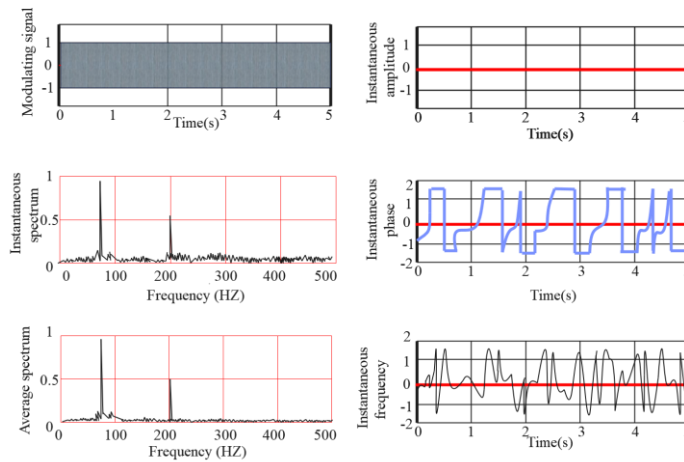 Modulating signal
1
0
-1
0 1 2 3 4 5
Time(s)
Instantaneous
amplitude
1
0
-1
0 1 2 3 4
Time(s)
Instantaneous
spectrum
1
0.5
0
0 100 200 300 400 500
Frequency (HZ)
Instantaneous
phase
2
1
0
-1
-2
0 1 2 3 4
Time(s)
Average spectrum
1
0.5
0
0 100 200 300 400 500
Frequency (HZ)
Instantaneous
frequency
2
1
0
-1
-2
0 1 2 3 4
Time(s)